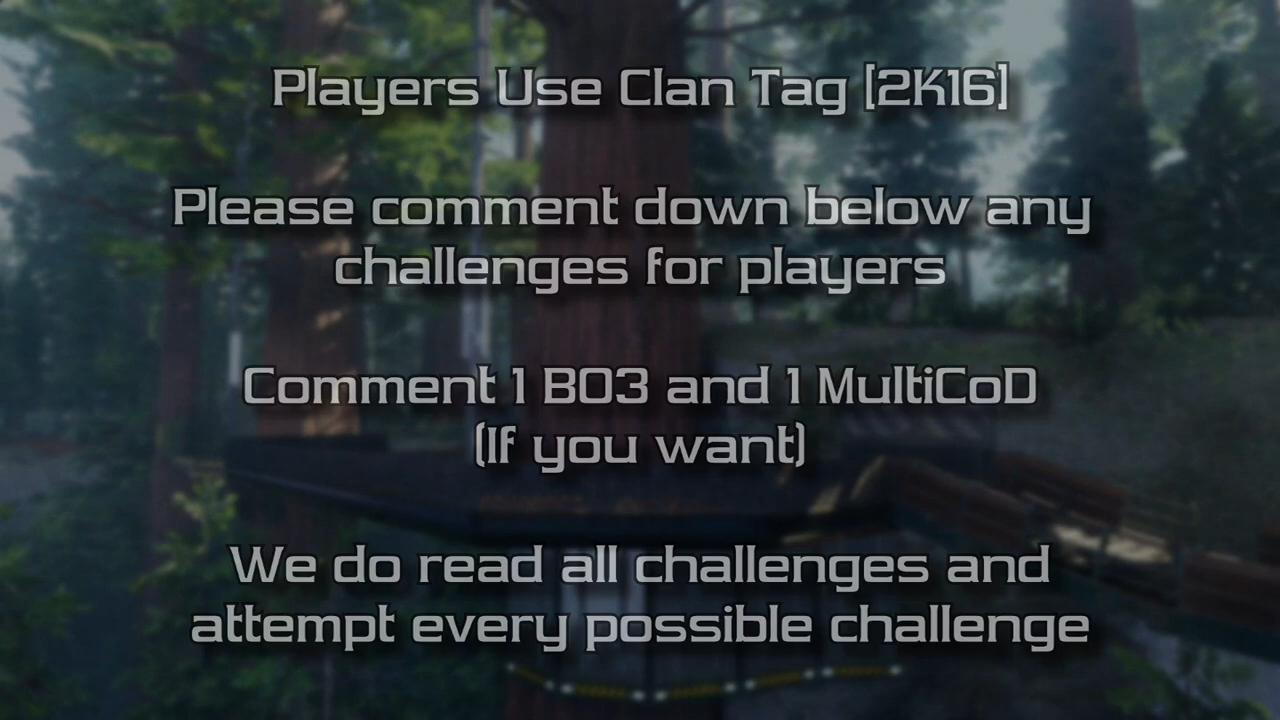 Players Use Clan Tag [2K16]
Please comment down below any
challenges for players
Comment 1 BO3 and 1 MultiCoD
(If you want)
We do read all challenges and
attempt every possible challenge